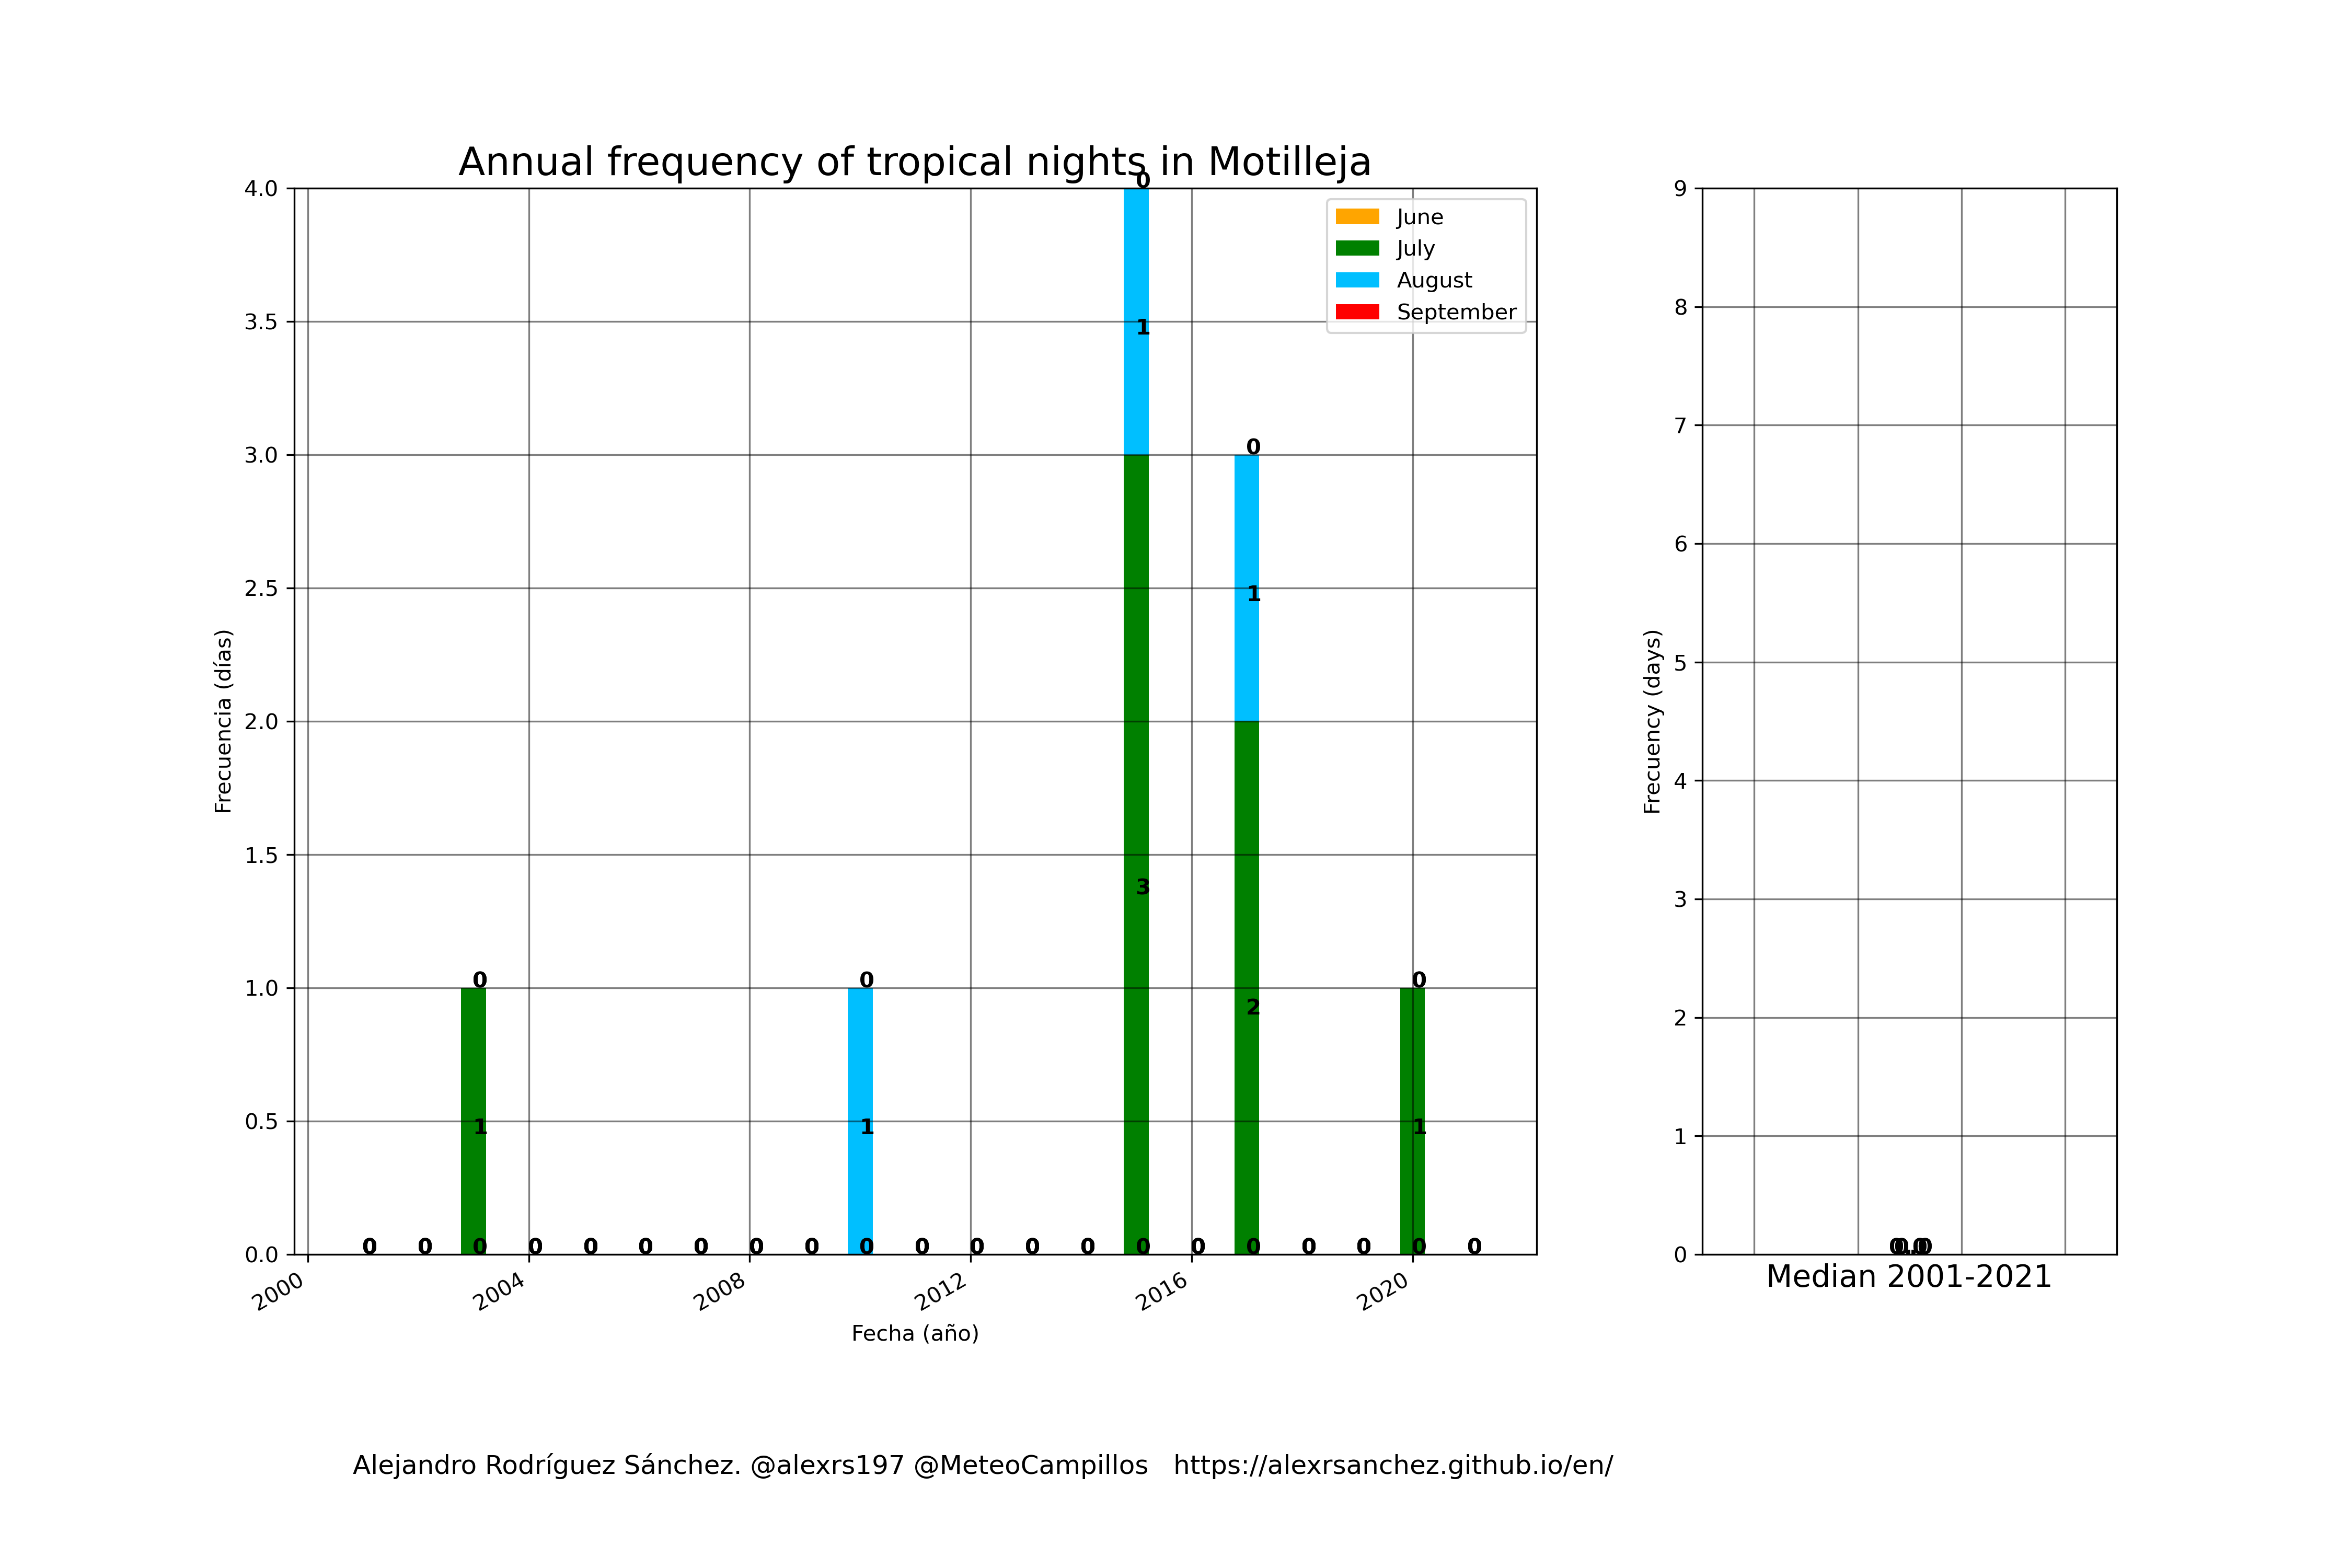 Annual frequency of tropical nights in Motilleja
Frecuencia (días)
4.0
3.5
3.0
2.5
2.0
1.5
1.0
0.5
0.0
June
July
August
September
0
1
0
1
3
0
0
2
0
1
1
1
0 0 0 0 0 0 0 0 0 0 0 0 0 0 0 0 0 0 0 0 0
2000 2004 2008 2012 2016 2020
Fecha (año)
Frecuency (days)
9
8
7
6
5
4
3
2
1
0
Median 2001-2021
Alejandro Rodríguez Sánchez. @alexrs197 @MeteoCampillos https://alexrsanchez.github.io/en/